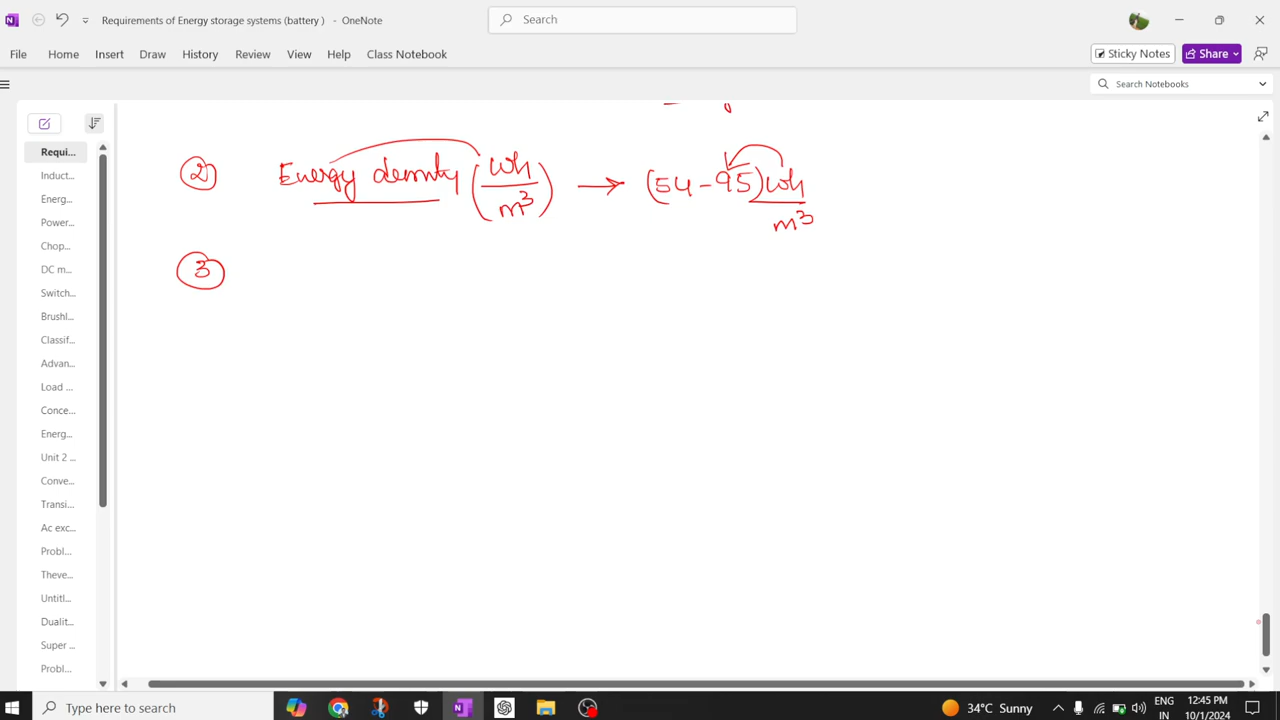 Requirements of Energy storage systems (battery ) - OneNote
Search
File Home Insert Draw History Review View Help Class Notebook
Sticky Notes
Share
Search Notebooks
② Energy density (Wh/m³) → (54-95) Wh/m³
③
Requi...
Induct...
Energ...
Power...
Chop...
DC m...
Switch...
Brushl...
Classif...
Advan...
Load ...
Conce...
Energ...
Unit 2 ...
Conve...
Transi...
Ac exc...
Probl...
Theve...
Untitl...
Dualit...
Super ...
Probl...
Type here to search
34°C Sunny
ENG
IN
12:45 PM
10/1/2024